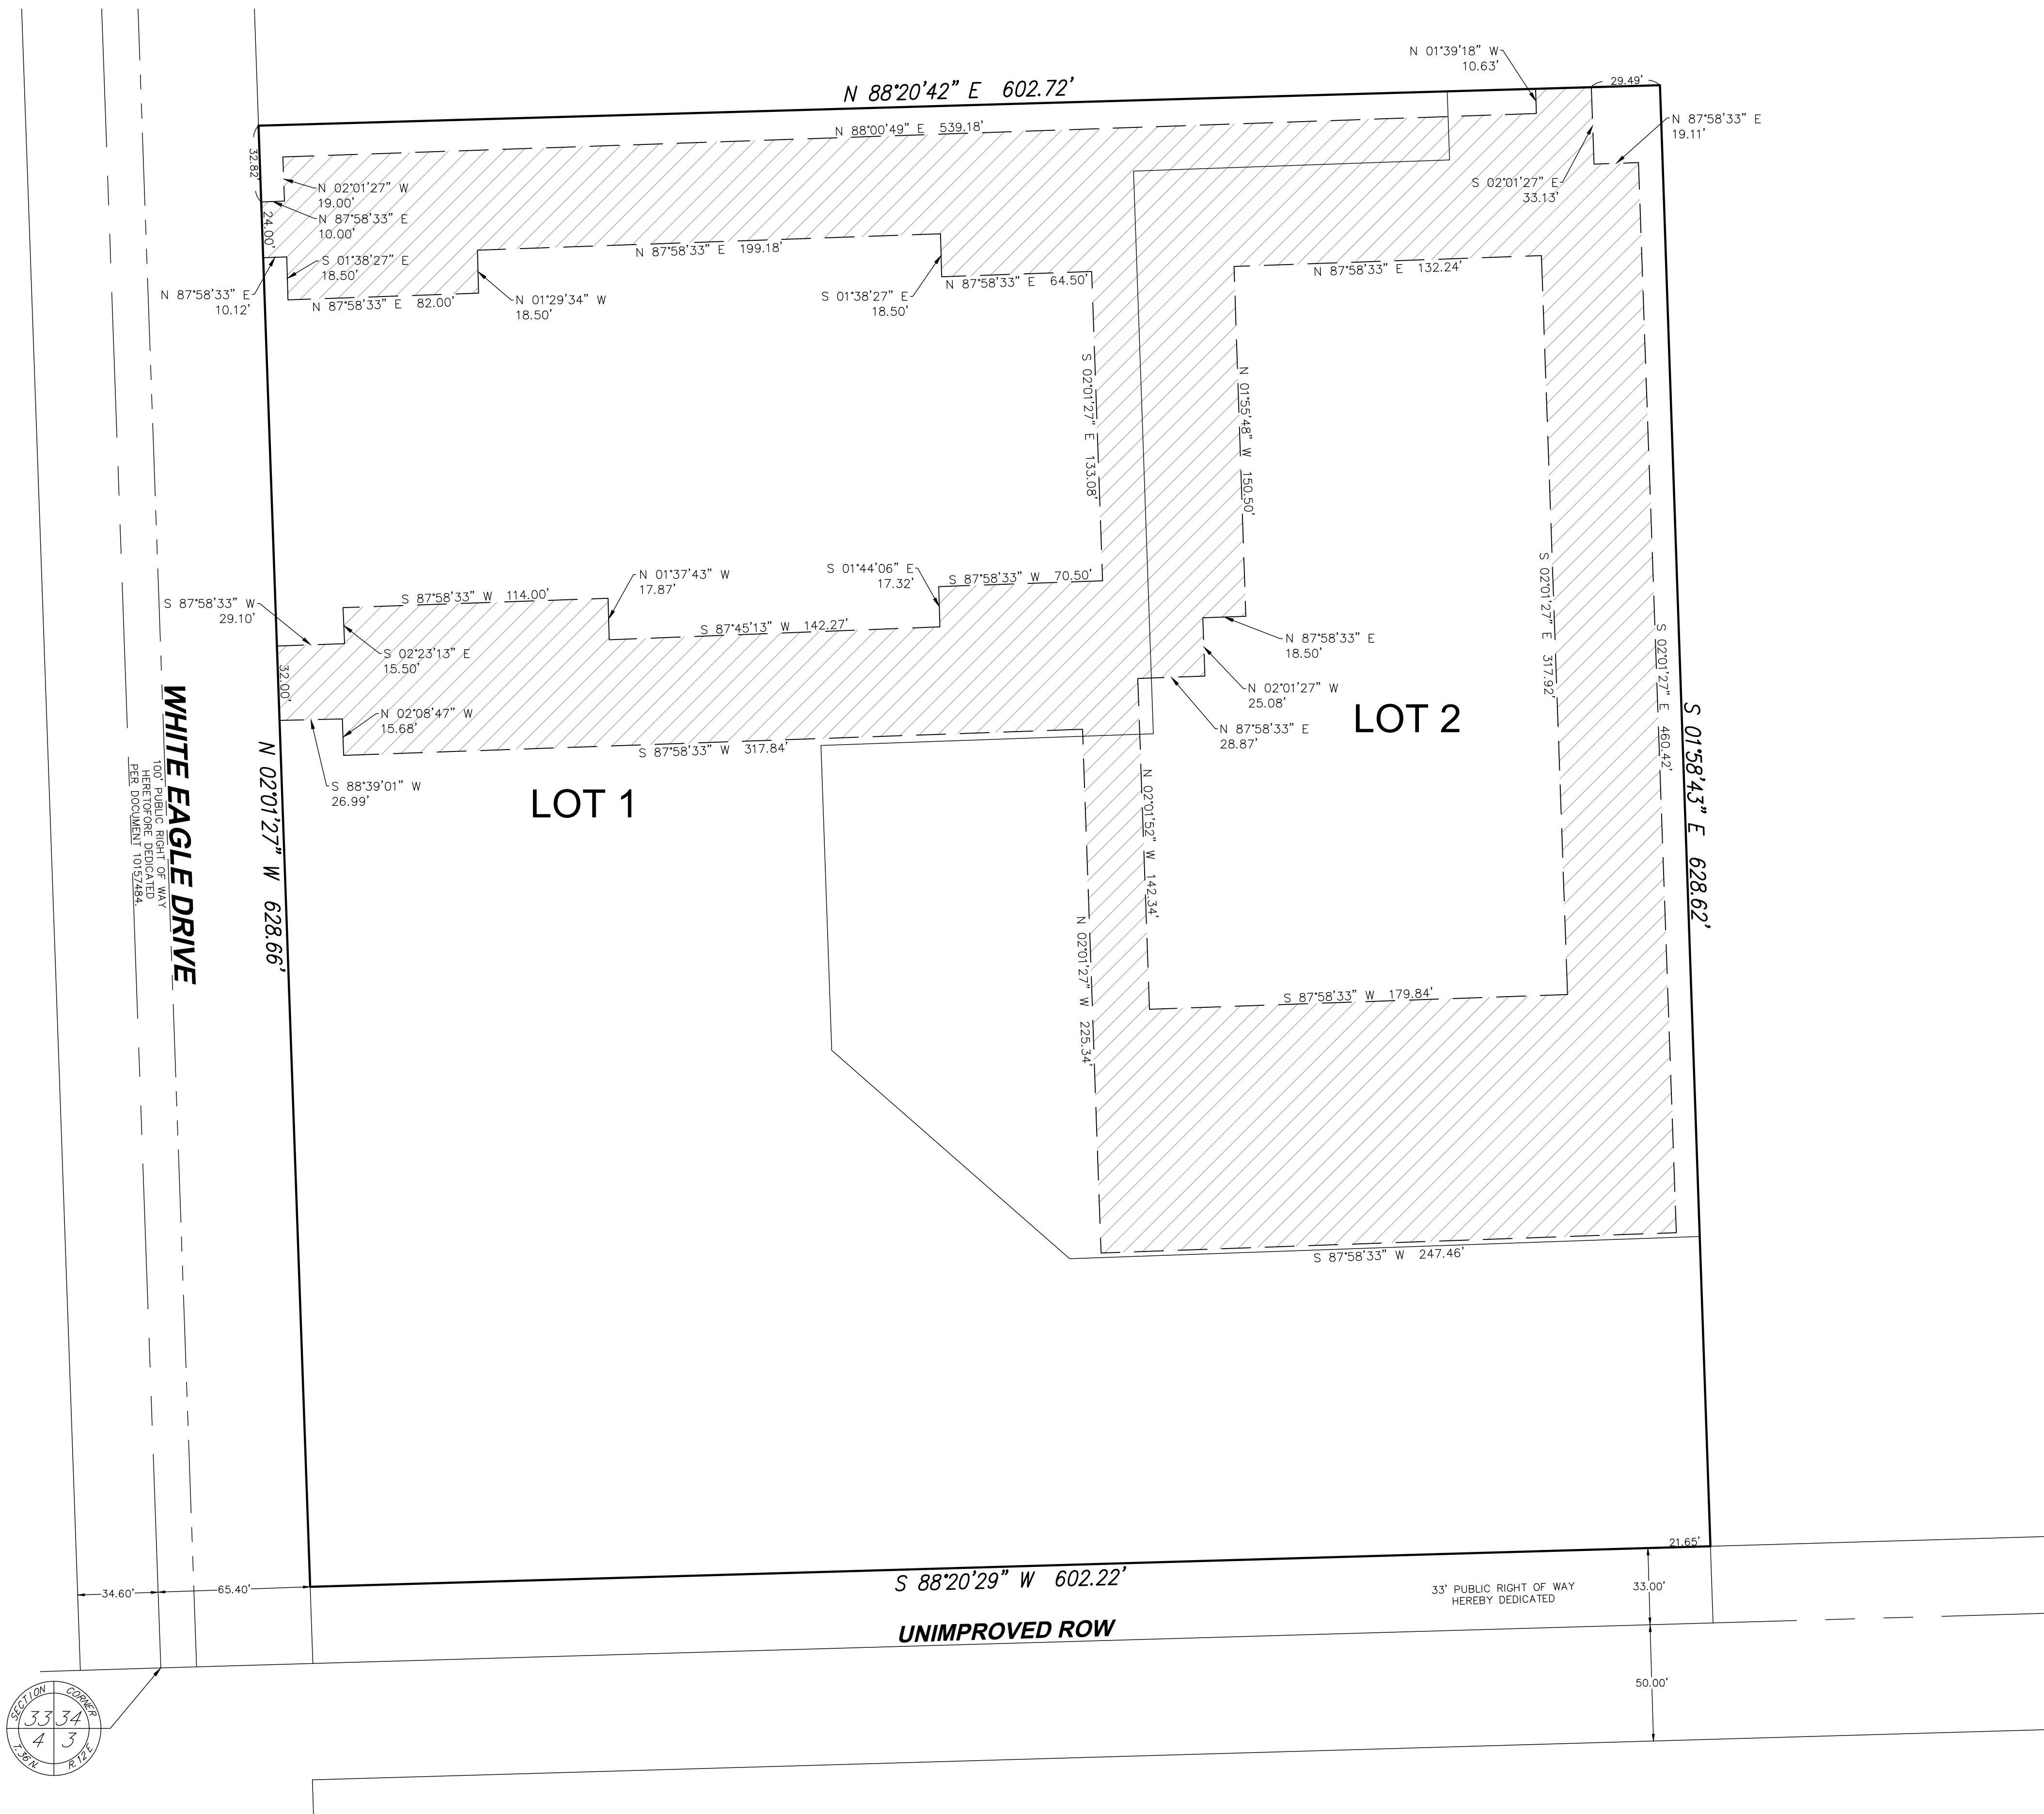 N 01°39'18" W
10.63'
29.49'
N 88°20'42" E 602.72'
N 87°58'33" E
19.11'
N 88°00'49" E 539.18'
32.82'
N 02°01'27" W
19.00'
N 87°58'33" E
10.00'
S 02°01'27" E
33.13'
24.00'
N 87°58'33" E 199.18'
S 01°38'27" E
18.50'
N 87°58'33" E 132.24'
N 87°58'33" E
10.12'
N 87°58'33" E 82.00'
N 01°29'34" W
18.50'
S 01°38'27" E
18.50'
N 87°58'33" E 64.50'
S 02°01'27" E 133.08'
N 01°55'48" W 150.50'
N 01°37'43" W
17.87'
S 01°44'06" E
17.32'
S 87°58'33" W 70.50'
S 87°58'33" W
29.10'
S 87°58'33" W 114.00'
S 87°45'13" W 142.27'
N 87°58'33" E
18.50'
S 02°01'27" E 317.92'
S 02°01'27" E 460.42'
S 02°23'13" E
15.50'
32.00'
N 02°01'27" W
25.08'
N 02°08'47" W
15.68'
N 87°58'33" E
28.87'
LOT 2
S 87°58'33" W 317.84'
S 88°39'01" W
26.99'
LOT 1
S 01°58'43" E 628.62'
WHITE EAGLE DRIVE
100' PUBLIC RIGHT OF WAY
HERETOFORE DEDICATED
PER DOCUMENT 10157484.
N 02°01'27" W 628.66'
N 02°01'52" W 142.34'
N 02°01'27" W 225.34'
S 87°58'33" W 179.84'
S 87°58'33" W 247.46'
21.65'
S 88°20'29" W 602.22'
34.60'
65.40'
33' PUBLIC RIGHT OF WAY
HEREBY DEDICATED
33.00'
UNIMPROVED ROW
50.00'
SECTION CORNER
33 34
4 3
T. 36 N. R. 12 E.